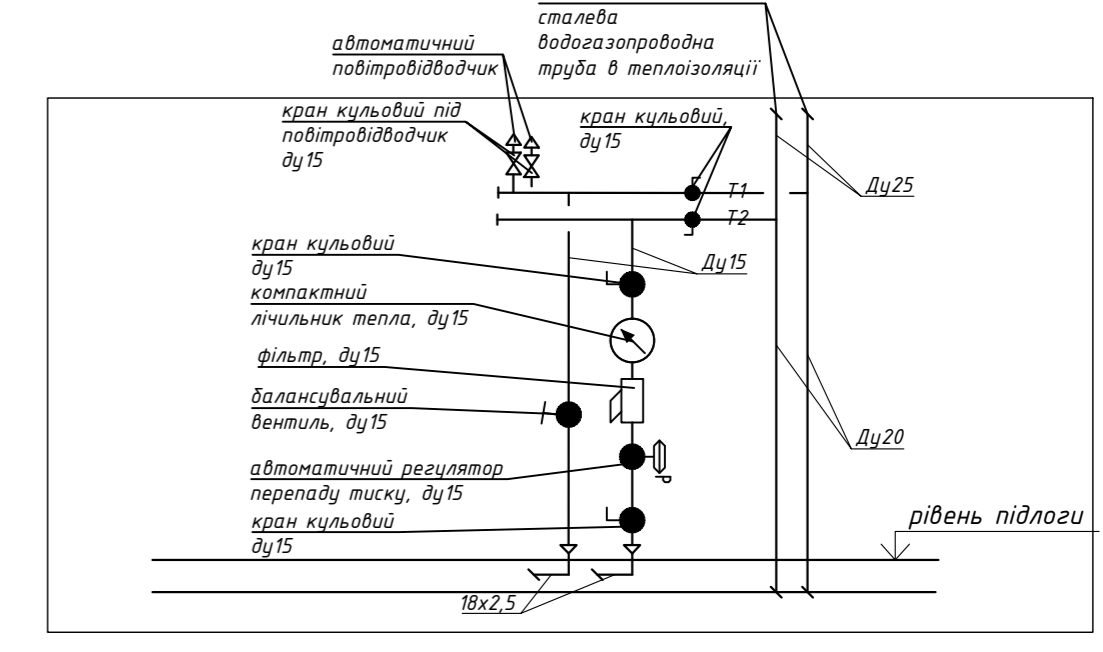 сталева
водогазопроводна
труба в теплоізоляції
автоматичний
повітровідводчик
кран кульовий під
повітровідводчик
ду15
кран кульовий,
ду15
Т1
Т2
Ду25
кран кульовий
ду15
Ду15
компактний
лічильник тепла, ду15
фільтр, ду15
балансувальний
вентиль, ду15
Ду20
автоматичний регулятор
перепаду тиску, ду15
P
кран кульовий
ду15
рівень підлоги
18х2,5